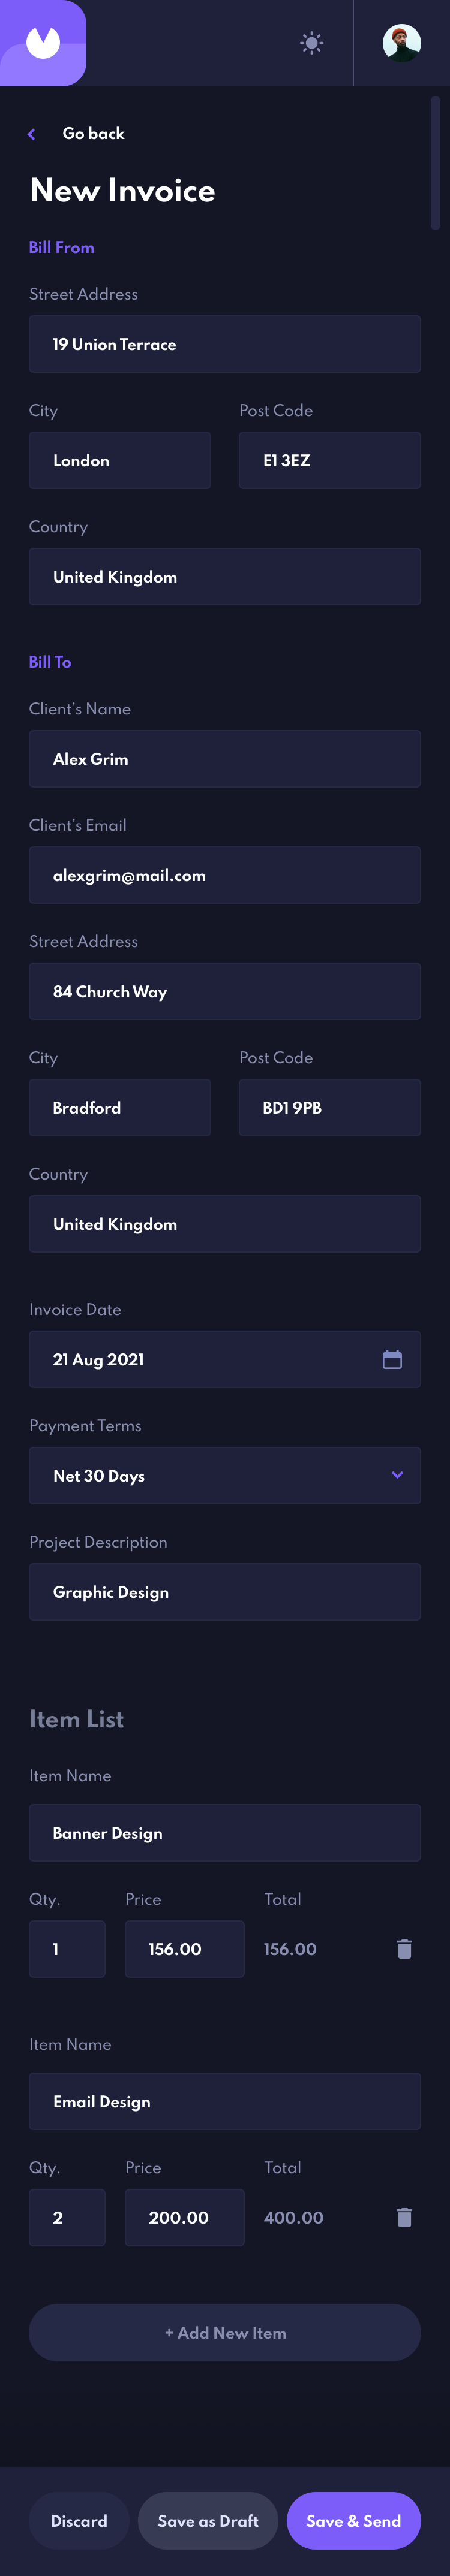 Go back
New Invoice
Bill From
Street Address
19 Union Terrace
City Post Code
London E1 3EZ
Country
United Kingdom
Bill To
Client’s Name
Alex Grim
Client’s Email
alexgrim@mail.com
Street Address
84 Church Way
City Post Code
Bradford BD1 9PB
Country
United Kingdom
Invoice Date
21 Aug 2021
Payment Terms
Net 30 Days
Project Description
Graphic Design
Item List
Item Name
Banner Design
Qty. Price Total
1 156.00 156.00
Item Name
Email Design
Qty. Price Total
2 200.00 400.00
+ Add New Item
Discard Save as Draft Save & Send